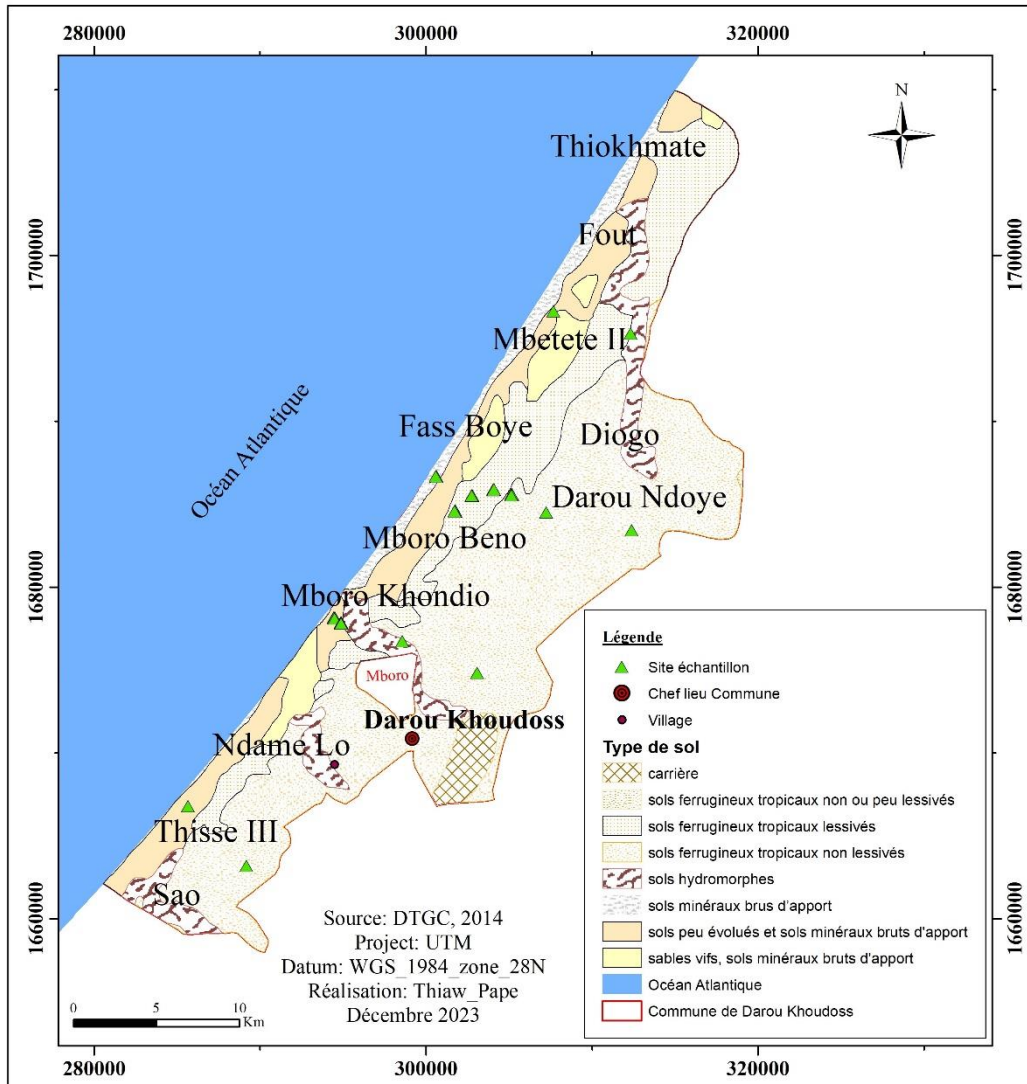 280000
300000
320000
N
Thiokhmate
1700000
Fout
1700000
Mbetete II
Fass Boye
Diogo
Océan Atlantique
Darou Ndoye
Mboro Beno
1680000
Mboro Khondio
1680000
Mboro
Darou Khoudoss
Ndame Lo
Thisse III
Sao
1660000
1660000
Source: DTGC, 2014
Project: UTM
Datum: WGS_1984_zone_28N
Réalisation: Thiaw_Pape
Décembre 2023
0 5 10
Km
Légende
Site échantillon
Chef lieu Commune
Village
Type de sol
carrière
sols ferrugineux tropicaux non ou peu lessivés
sols ferrugineux tropicaux lessivés
sols ferrugineux tropicaux non lessivés
sols hydromorphes
sols minéraux brus d'apport
sols peu évolués et sols minéraux bruts d'apport
sables vifs, sols minéraux bruts d'apport
Océan Atlantique
Commune de Darou Khoudoss
280000
300000
320000